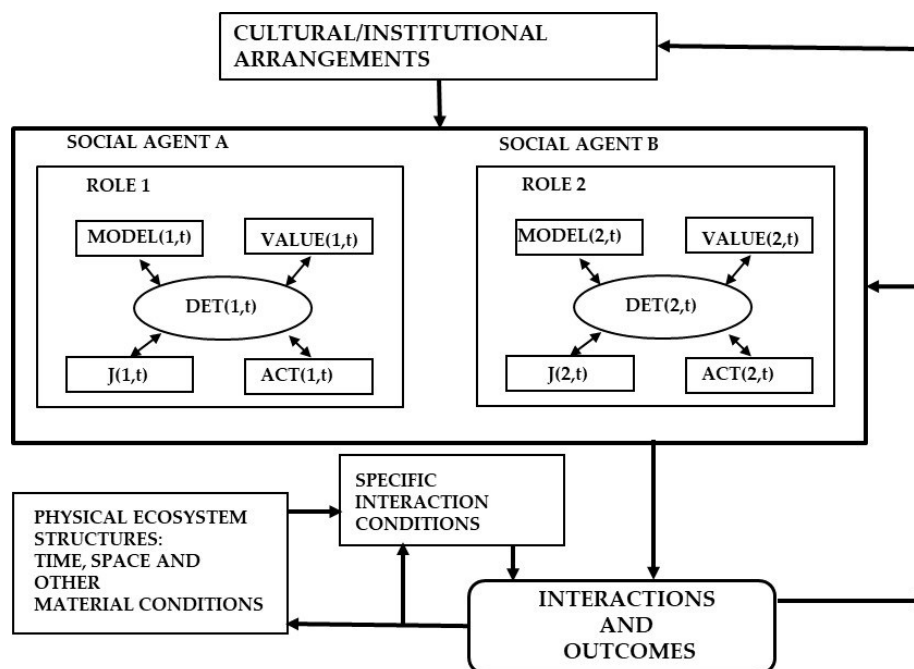 CULTURAL/INSTITUTIONAL
ARRANGEMENTS
SOCIAL AGENT A
ROLE 1
MODEL(1,t)
VALUE(1,t)
DET(1,t)
J(1,t)
ACT(1,t)
SOCIAL AGENT B
ROLE 2
MODEL(2,t)
VALUE(2,t)
DET(2,t)
J(2,t)
ACT(2,t)
SPECIFIC
INTERACTION
CONDITIONS
PHYSICAL ECOSYSTEM
STRUCTURES:
TIME, SPACE AND
OTHER
MATERIAL CONDITIONS
INTERACTIONS
AND
OUTCOMES